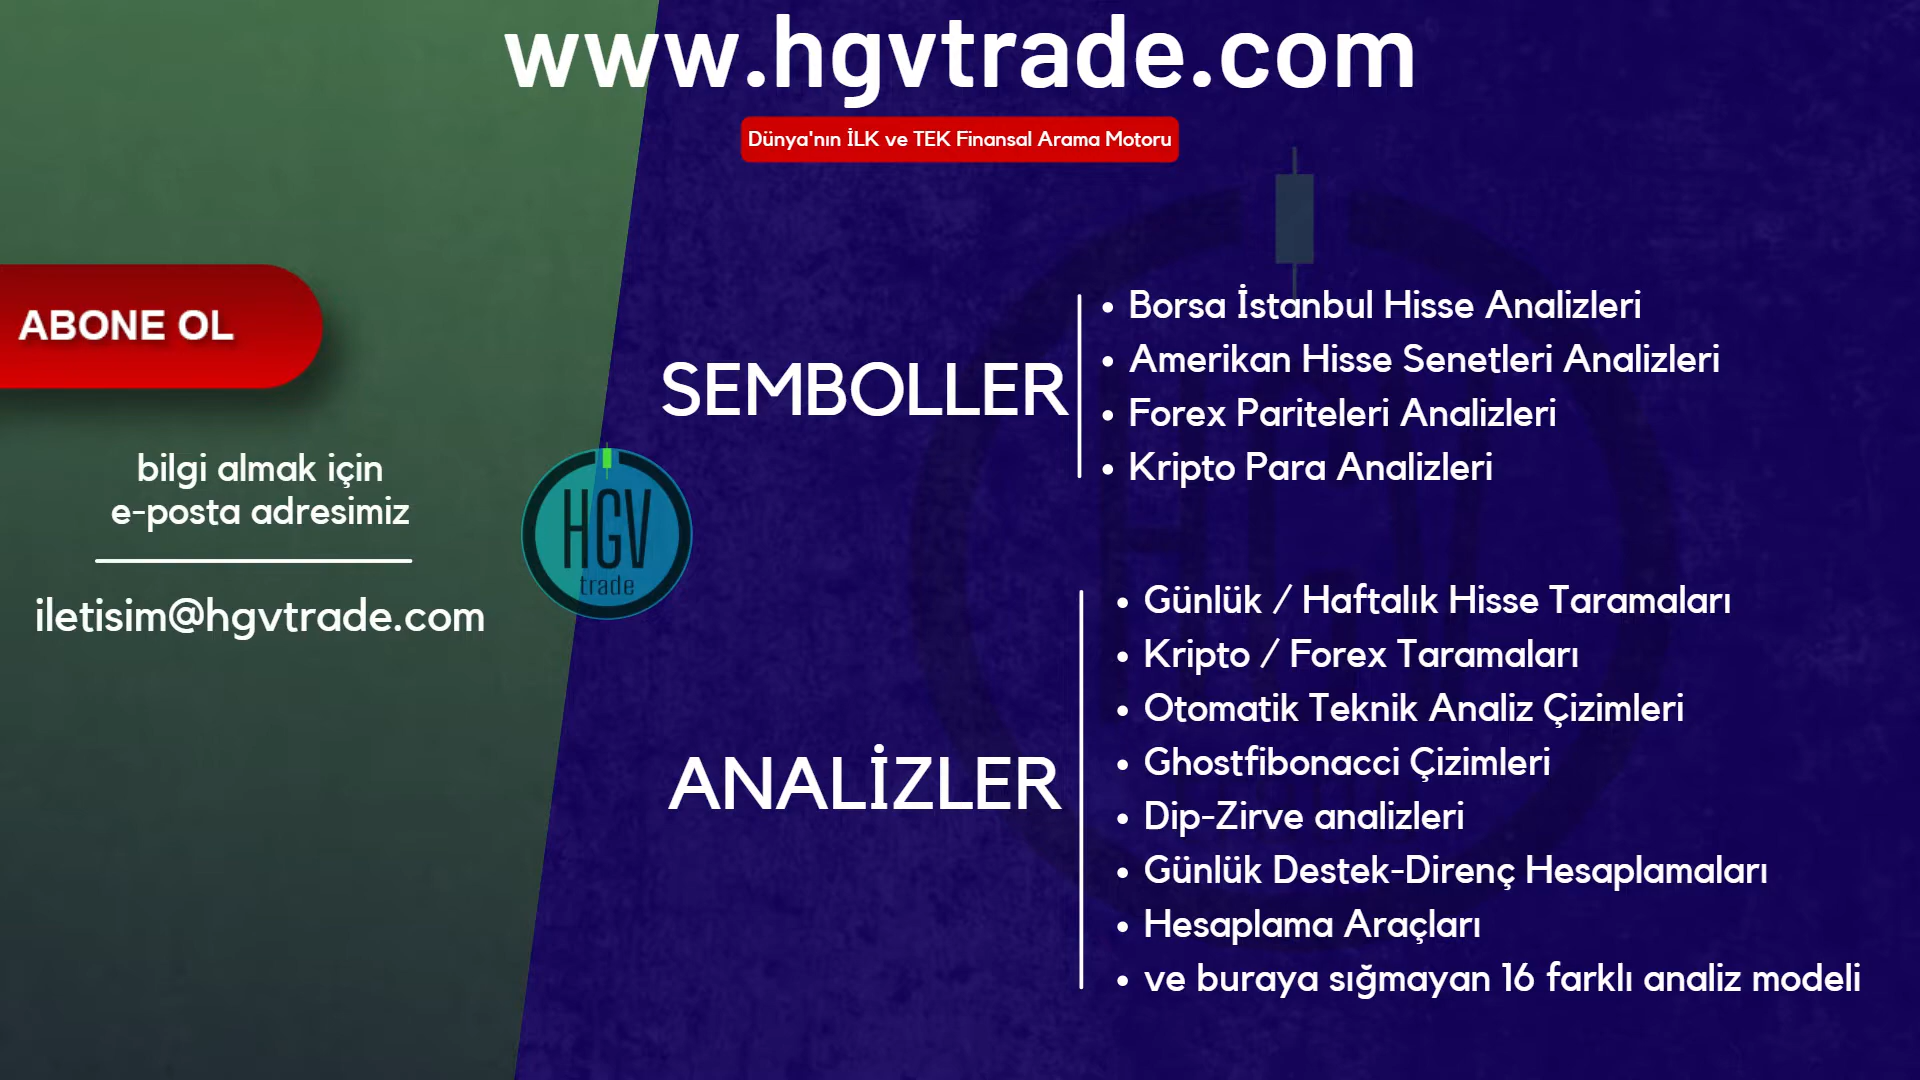 www.hgvtrade.com
Dünya'nın İLK ve TEK Finansal Arama Motoru
ABONE OL
bilgi almak için
e-posta adresimiz
iletisim@hgvtrade.com
HGV
trade
SEMBOLLER
• Borsa İstanbul Hisse Analizleri
• Amerikan Hisse Senetleri Analizleri
• Forex Pariteleri Analizleri
• Kripto Para Analizleri
ANALİZLER
• Günlük / Haftalık Hisse Taramaları
• Kripto / Forex Taramaları
• Otomatik Teknik Analiz Çizimleri
• Ghostfibonacci Çizimleri
• Dip-Zirve analizleri
• Günlük Destek-Direnç Hesaplamaları
• Hesaplama Araçları
• ve buraya sığmayan 16 farklı analiz modeli
HGV